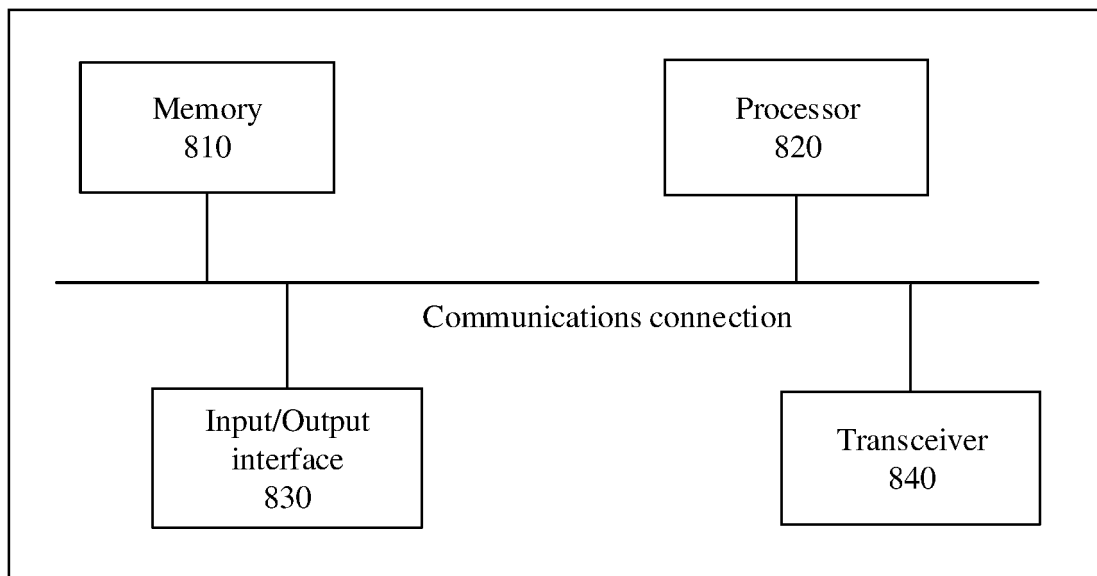 Memory
810
Processor
820
Communications connection
Input/Output
interface
830
Transceiver
840